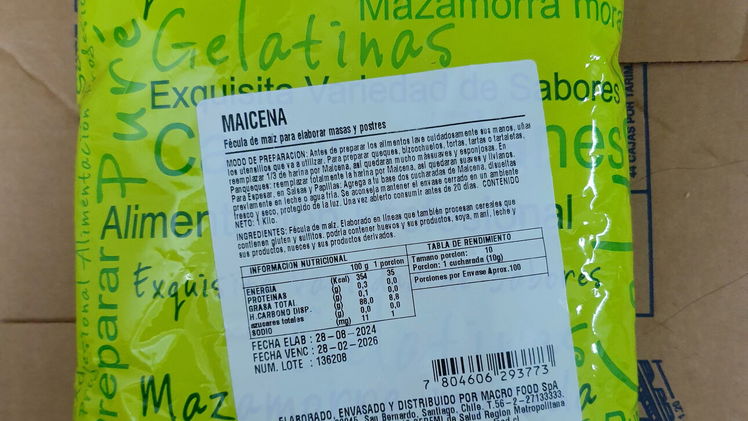 Mazamorra mora
Gelatinas
Puré
Exquisita Variedad de Sabores
MAICENA
Fécula de maíz para elaborar masas y postres
MODO DE PREPARACION: Antes de preparar los alimentos lave cuidadosamente sus manos, uñas
los utensilios que va a utilizar. Para preparar queques, bizcochuelos, tortas, tartas o tartaletas,
reemplazar 1/3 de harina por Maicena, así quedaran mucho mas suaves y esponjosas. En
Panqueques: reemplazar totalmente la harina por Maicena, así quedaran suaves y livianos.
Para Espesar, en Salsas y Papillas: Agrega a tu base dos cucharadas de Maicena, disueltas
previamente en leche o agua fría. Se aconseja mantener el envase cerrado en un ambiente
fresco y seco, protegido de la luz. Una vez abierto consumir antes de 20 días. CONTENIDO
NETO: 1 Kilo.
INGREDIENTES: Fécula de maíz. Elaborado en líneas que también procesan cereales que
contienen gluten y sulfitos. podría contener huevos y sus productos, soya, maní, leche y
sus productos, nueces y sus productos derivados.
INFORMACION NUTRICIONAL
100 g 1 porcion
ENERGIA (Kcal) 354 35
PROTEINAS (g) 0.3 0,0
GRASA TOTAL (g) 0.1 0,0
H.CARBONO DISP. (g) 88.0 8,8
azucares totales (g) 0.0 0.0
SODIO (mg) 11 1
TABLA DE RENDIMIENTO
Tamano porcion: 10
Porcion: 1 cucharada (10g)
Porciones por Envase Aprox.100
FECHA ELAB : 28-08-2024
FECHA VENC : 28-02-2026
NUM. LOTE : 136208
7 804606 293773
ELABORADO, ENVASADO Y DISTRIBUIDO POR MACRO FOOD SpA
San Bernardo, Santiago, Chile. T.56-2-27133333.
SEREMI de Salud Region Metropolitana
Alimen
Exquis
Maz
reparar
Alimentación
44 CAJAS POR TARIM